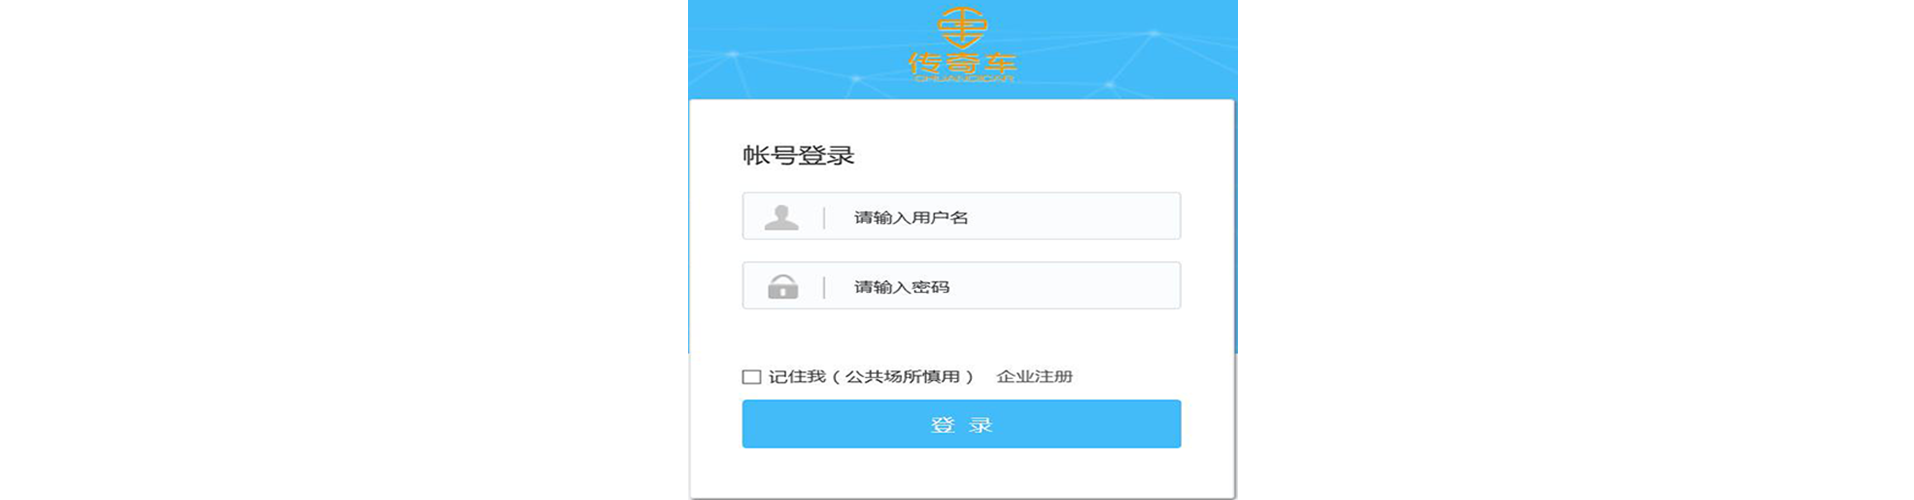 传奇车
CHUANQICAR
帐号登录
请输入用户名
请输入密码
记住我（公共场所慎用） 企业注册
登 录